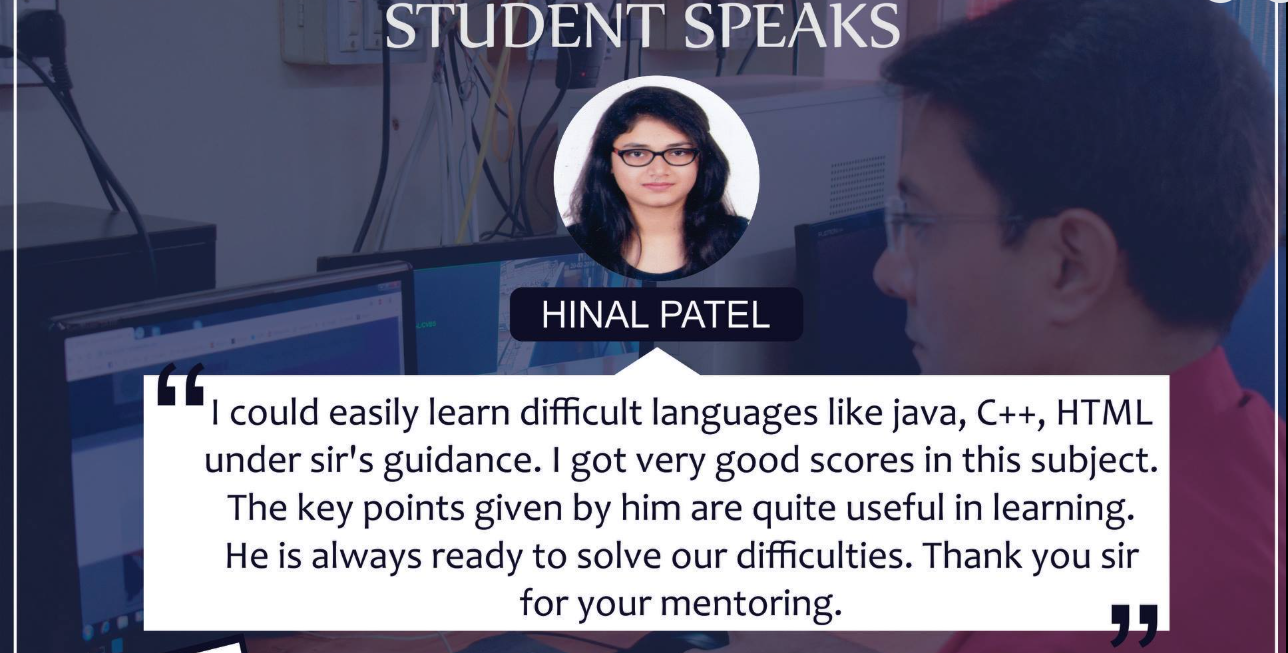 STUDENT SPEAKS
HINAL PATEL
“I could easily learn difficult languages like java, C++, HTML
under sir's guidance. I got very good scores in this subject.
The key points given by him are quite useful in learning.
He is always ready to solve our difficulties. Thank you sir
for your mentoring.”